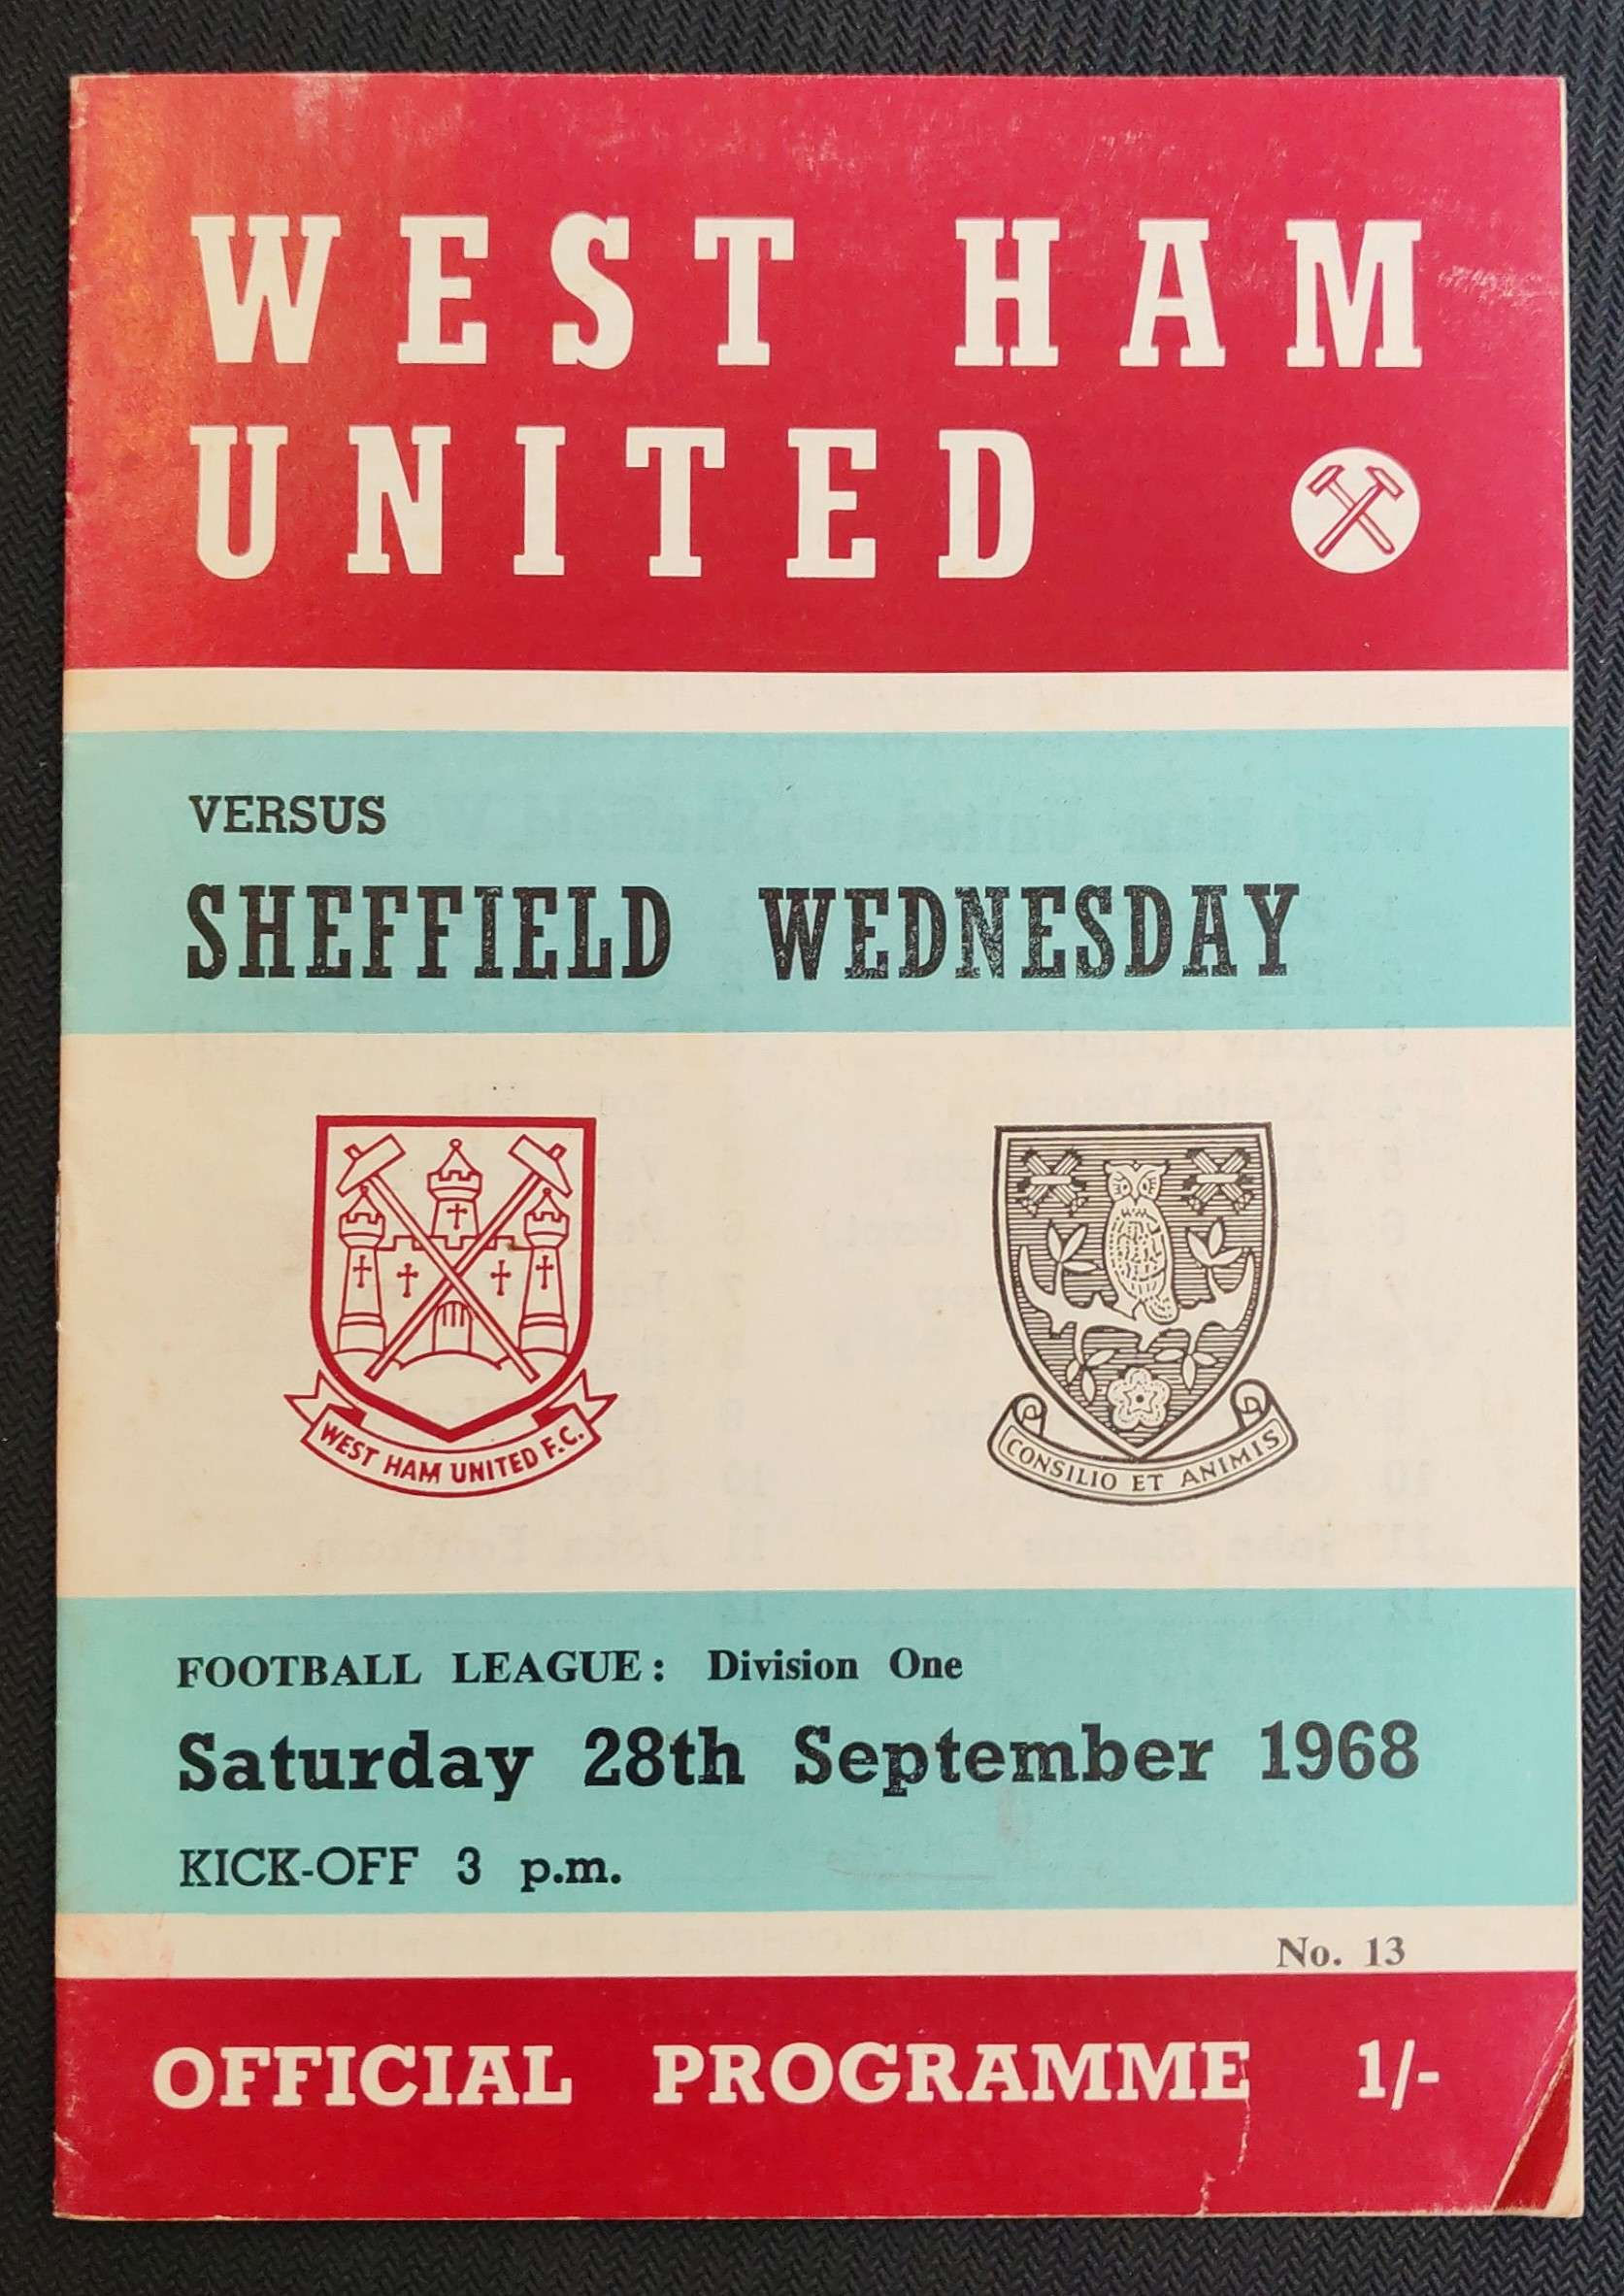 WEST HAM
UNITED
VERSUS
SHEFFIELD WEDNESDAY
WEST HAM UNITED F.C.
CONSILIO ET ANIMIS
FOOTBALL LEAGUE: Division One
Saturday 28th September 1968
KICK-OFF 3 p.m.
No. 13
OFFICIAL PROGRAMME 1/-